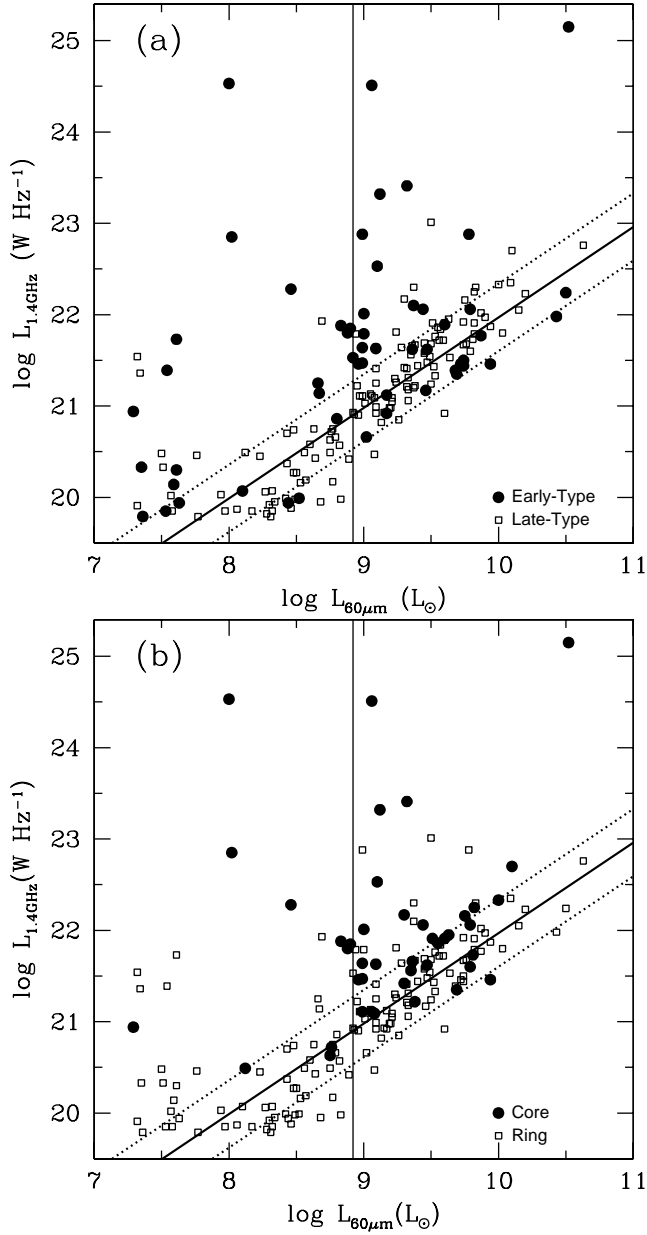 (a)
25
24
23
22
21
20
log L1.4GHz (W Hz−1)
Early-Type
Late-Type
7 8 9 10 11
log L60μm (L⊙)
(b)
25
24
23
22
21
20
log L1.4GHz(W Hz−1)
Core
Ring
7 8 9 10 11
log L60μm(L⊙)